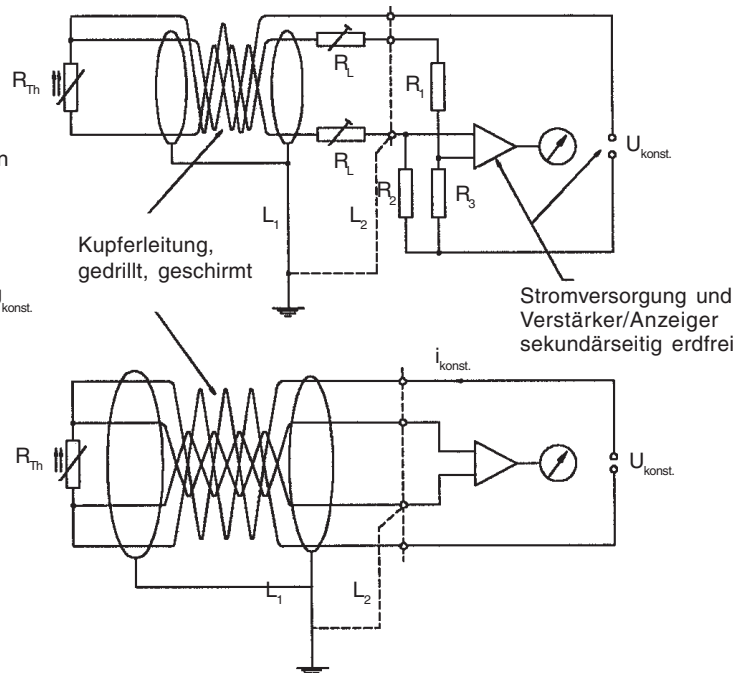 R_Th
R_L
R_L
R_1
R_2
R_3
U_konst.
n
L_1
L_2
Kupferleitung,
gedrillt, geschirmt
konst.
Stromversorgung und
Verstärker/Anzeiger
sekundärseitig erdfrei
i_konst.
R_Th
U_konst.
L_1
L_2